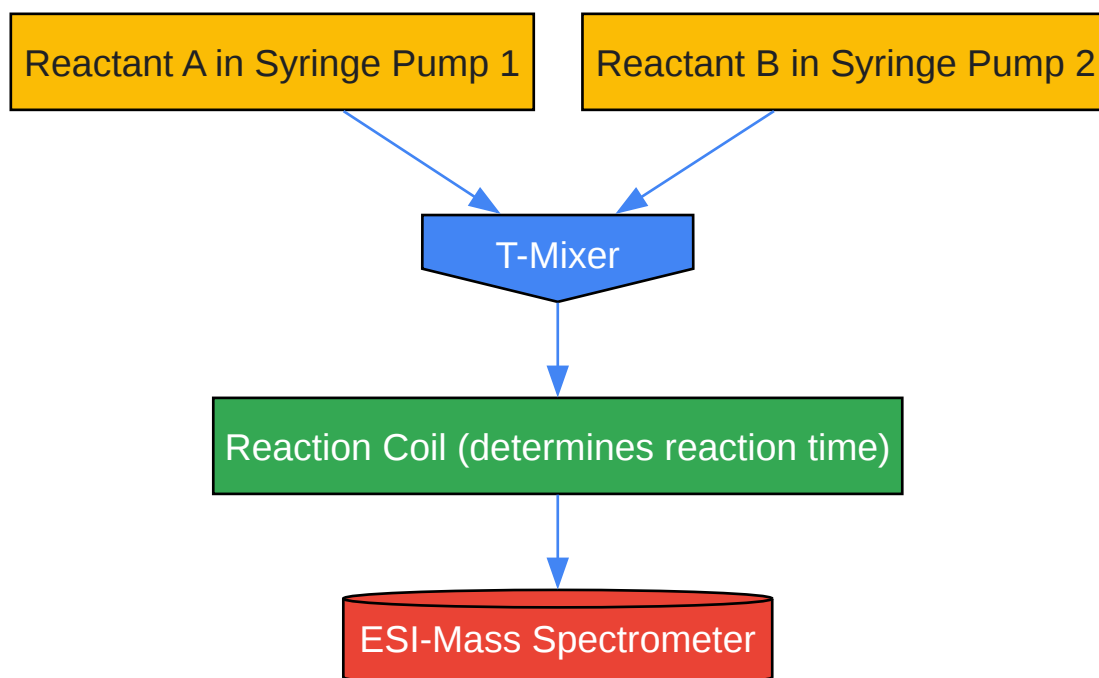 Reactant A in Syringe Pump 1
Reactant B in Syringe Pump 2
T-Mixer
Reaction Coil (determines reaction time)
ESI-Mass Spectrometer